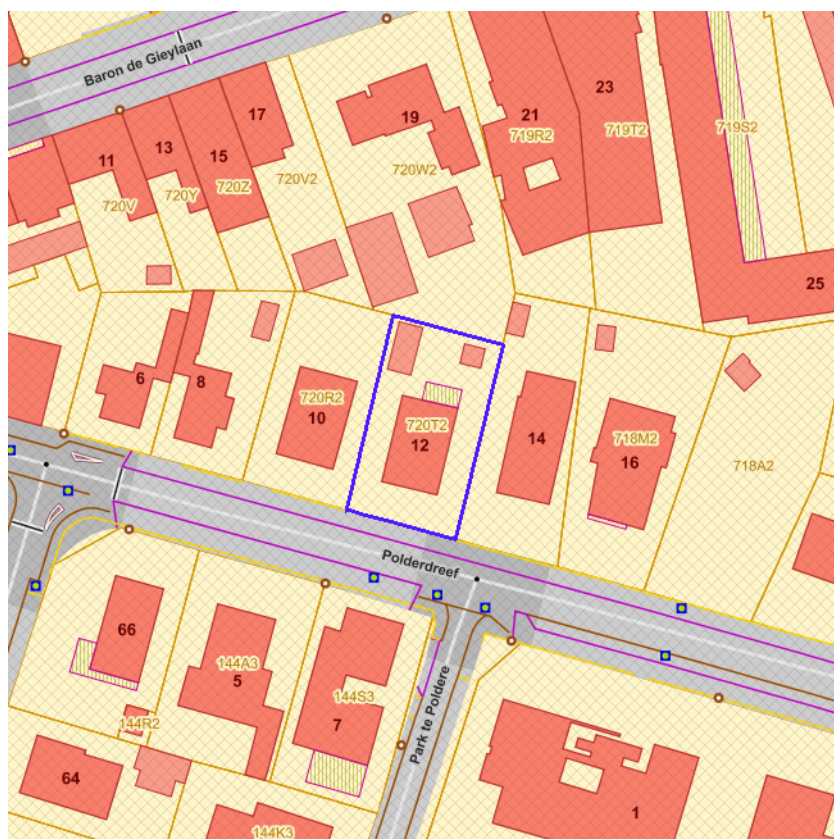 Baron de Gieylaan
17
19
21
719R2
23
719T2
719S2
11
13
15
720V
720Y
720Z
720V2
720W2
25
6
8
720R2
10
720T2
12
14
718M2
16
718A2
Polderdreef
66
144A3
5
144S3
7
Park te Poldere
144R2
64
144K3
1